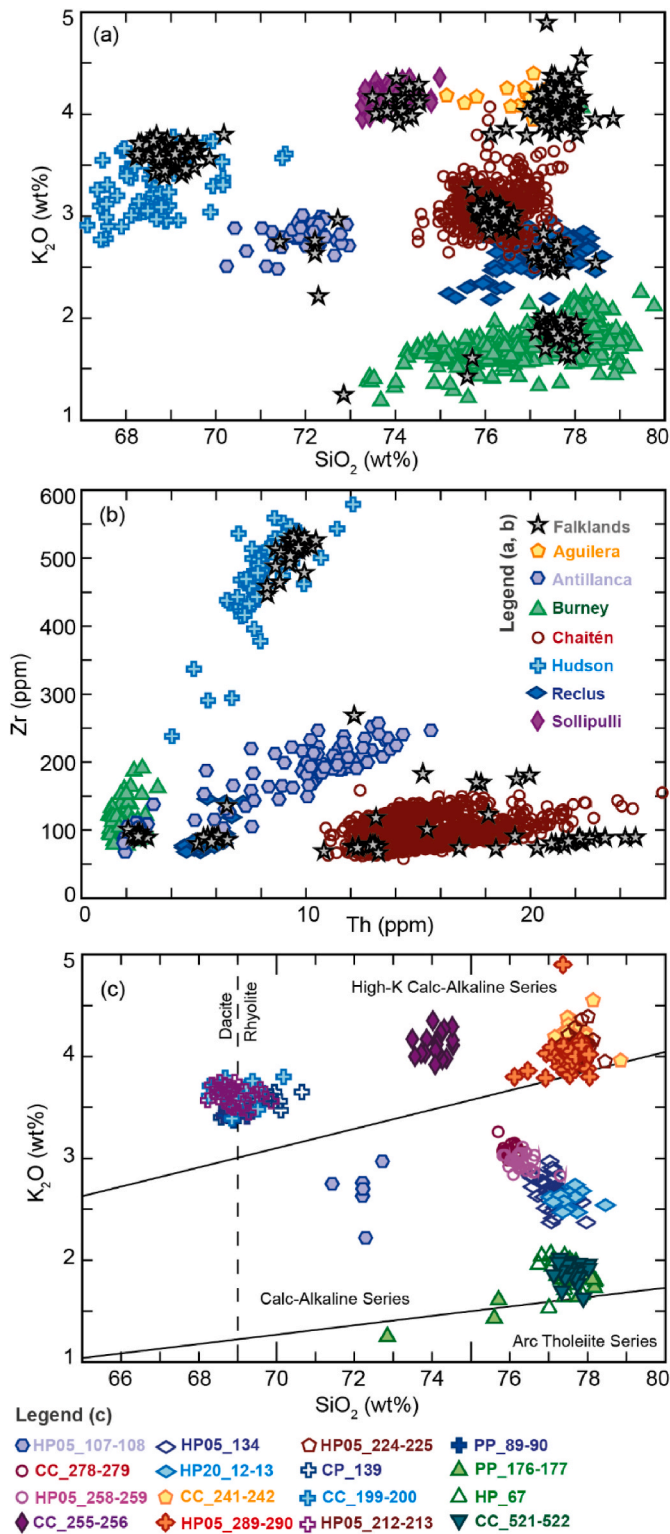 (a)
5
4
3
2
1
K2O (wt%)
68 70 72 74 76 78 80
SiO2 (wt%)
(b)
600
500
400
300
200
100
0
Zr (ppm)
Legend (a, b)
Falklands
Aguilera
Antillanca
Burney
Chaitén
Hudson
Reclus
Sollipulli
0 10 20
Th (ppm)
(c)
5
4
3
2
1
K2O (wt%)
Dacite
Rhyolite
High-K Calc-Alkaline Series
Calc-Alkaline Series
Arc Tholeiite Series
66 68 70 72 74 76 78 80
SiO2 (wt%)
Legend (c)
HP05_107-108 HP05_134 HP05_224-225 PP_89-90
CC_278-279 HP20_12-13 CP_139 PP_176-177
HP05_258-259 CC_241-242 CC_199-200 HP_67
CC_255-256 HP05_289-290 HP05_212-213 CC_521-522